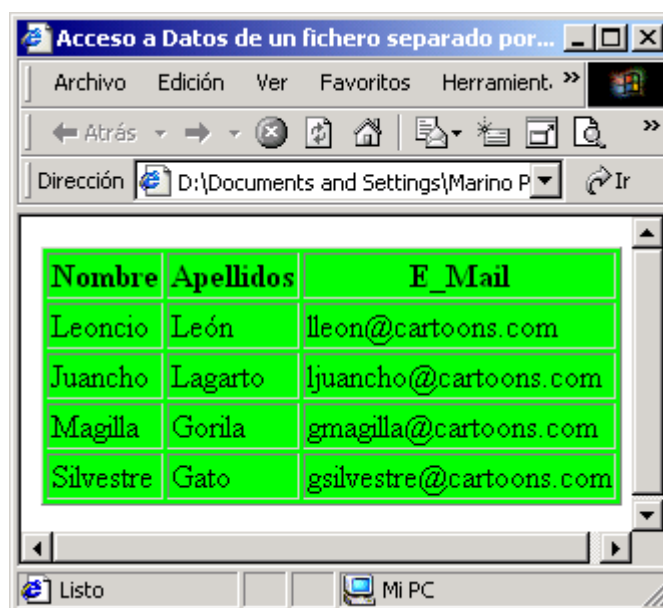 Acceso a Datos de un fichero separado por...
Archivo Edición Ver Favoritos Herramient. »
Atrás »
Dirección D:\Documents and Settings\Marino P Ir
Nombre Apellidos E_Mail
Leoncio León lleon@cartoons.com
Juancho Lagarto ljuancho@cartoons.com
Magilla Gorila gmagilla@cartoons.com
Silvestre Gato gsilvestre@cartoons.com
Listo Mi PC